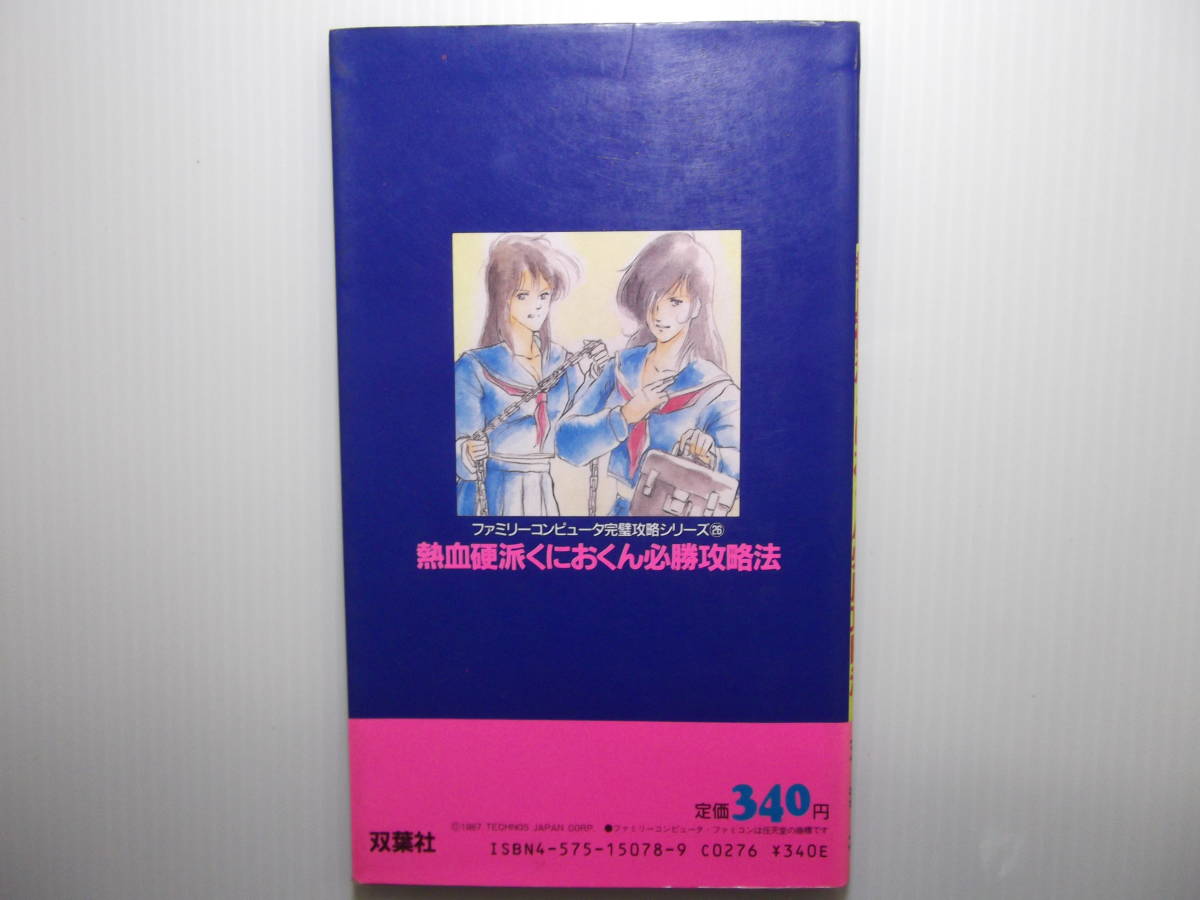 ファミリーコンピュータ完璧攻略シリーズ㉖
熱血硬派くにおくん必勝攻略法
定価340円
©1987 TECHNOS JAPAN CORP. ●ファミリーコンピュータ・ファミコンは任天堂の商標です
双葉社
ISBN4-575-15078-9 C0276 ¥340E